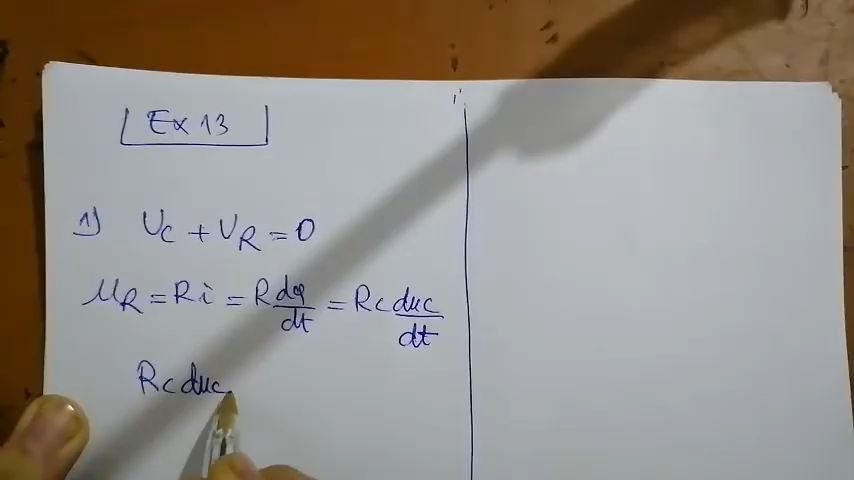 Ex 13
1) Uc + UR = 0
uR = Ri = R dq/dt = Rc duc/dt
Rc duc